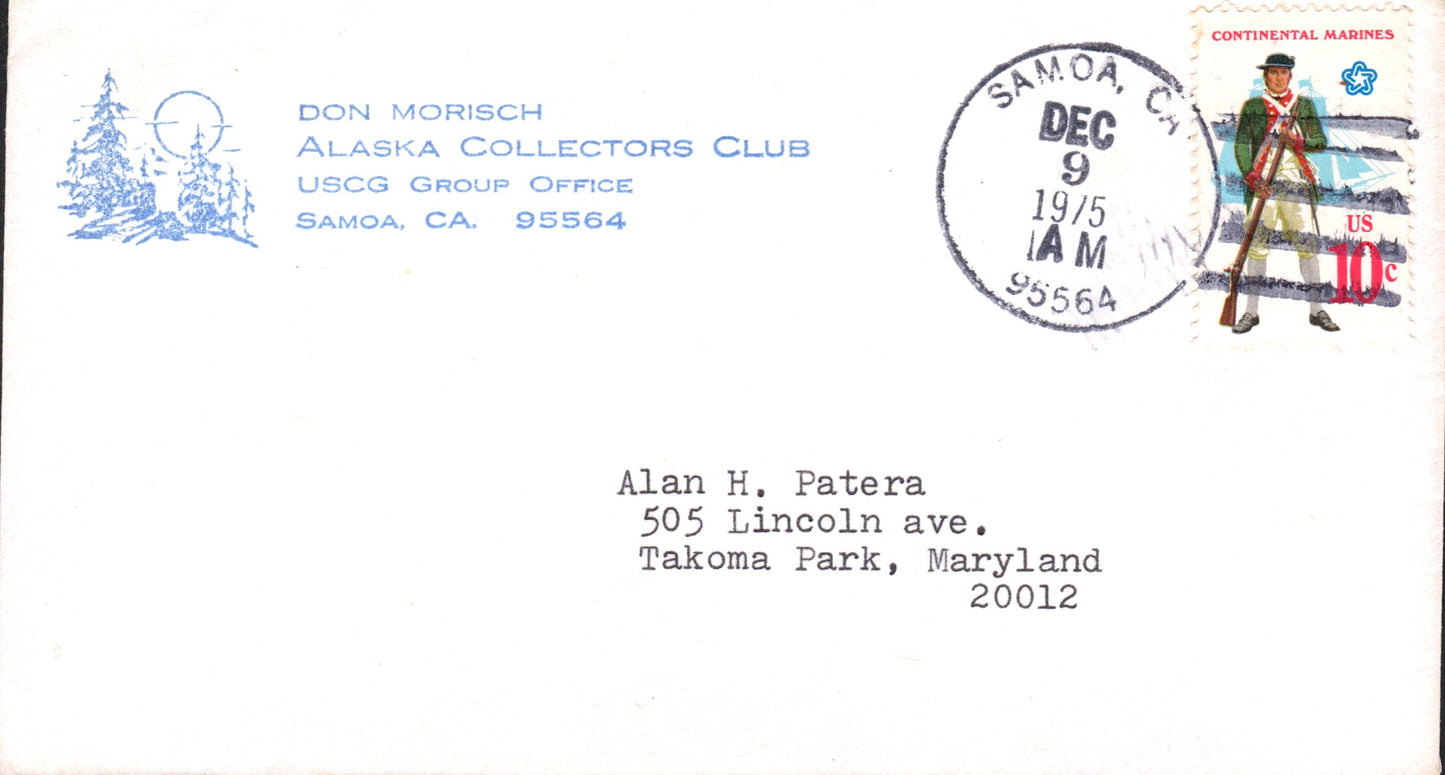 DON MORISCH
ALASKA COLLECTORS CLUB
USCG GROUP OFFICE
SAMOA, CA. 95564
SAMOA, CA
DEC
9
1975
AM
95564
CONTINENTAL MARINES
US
10c
Alan H. Patera
505 Lincoln ave.
Takoma Park, Maryland
20012